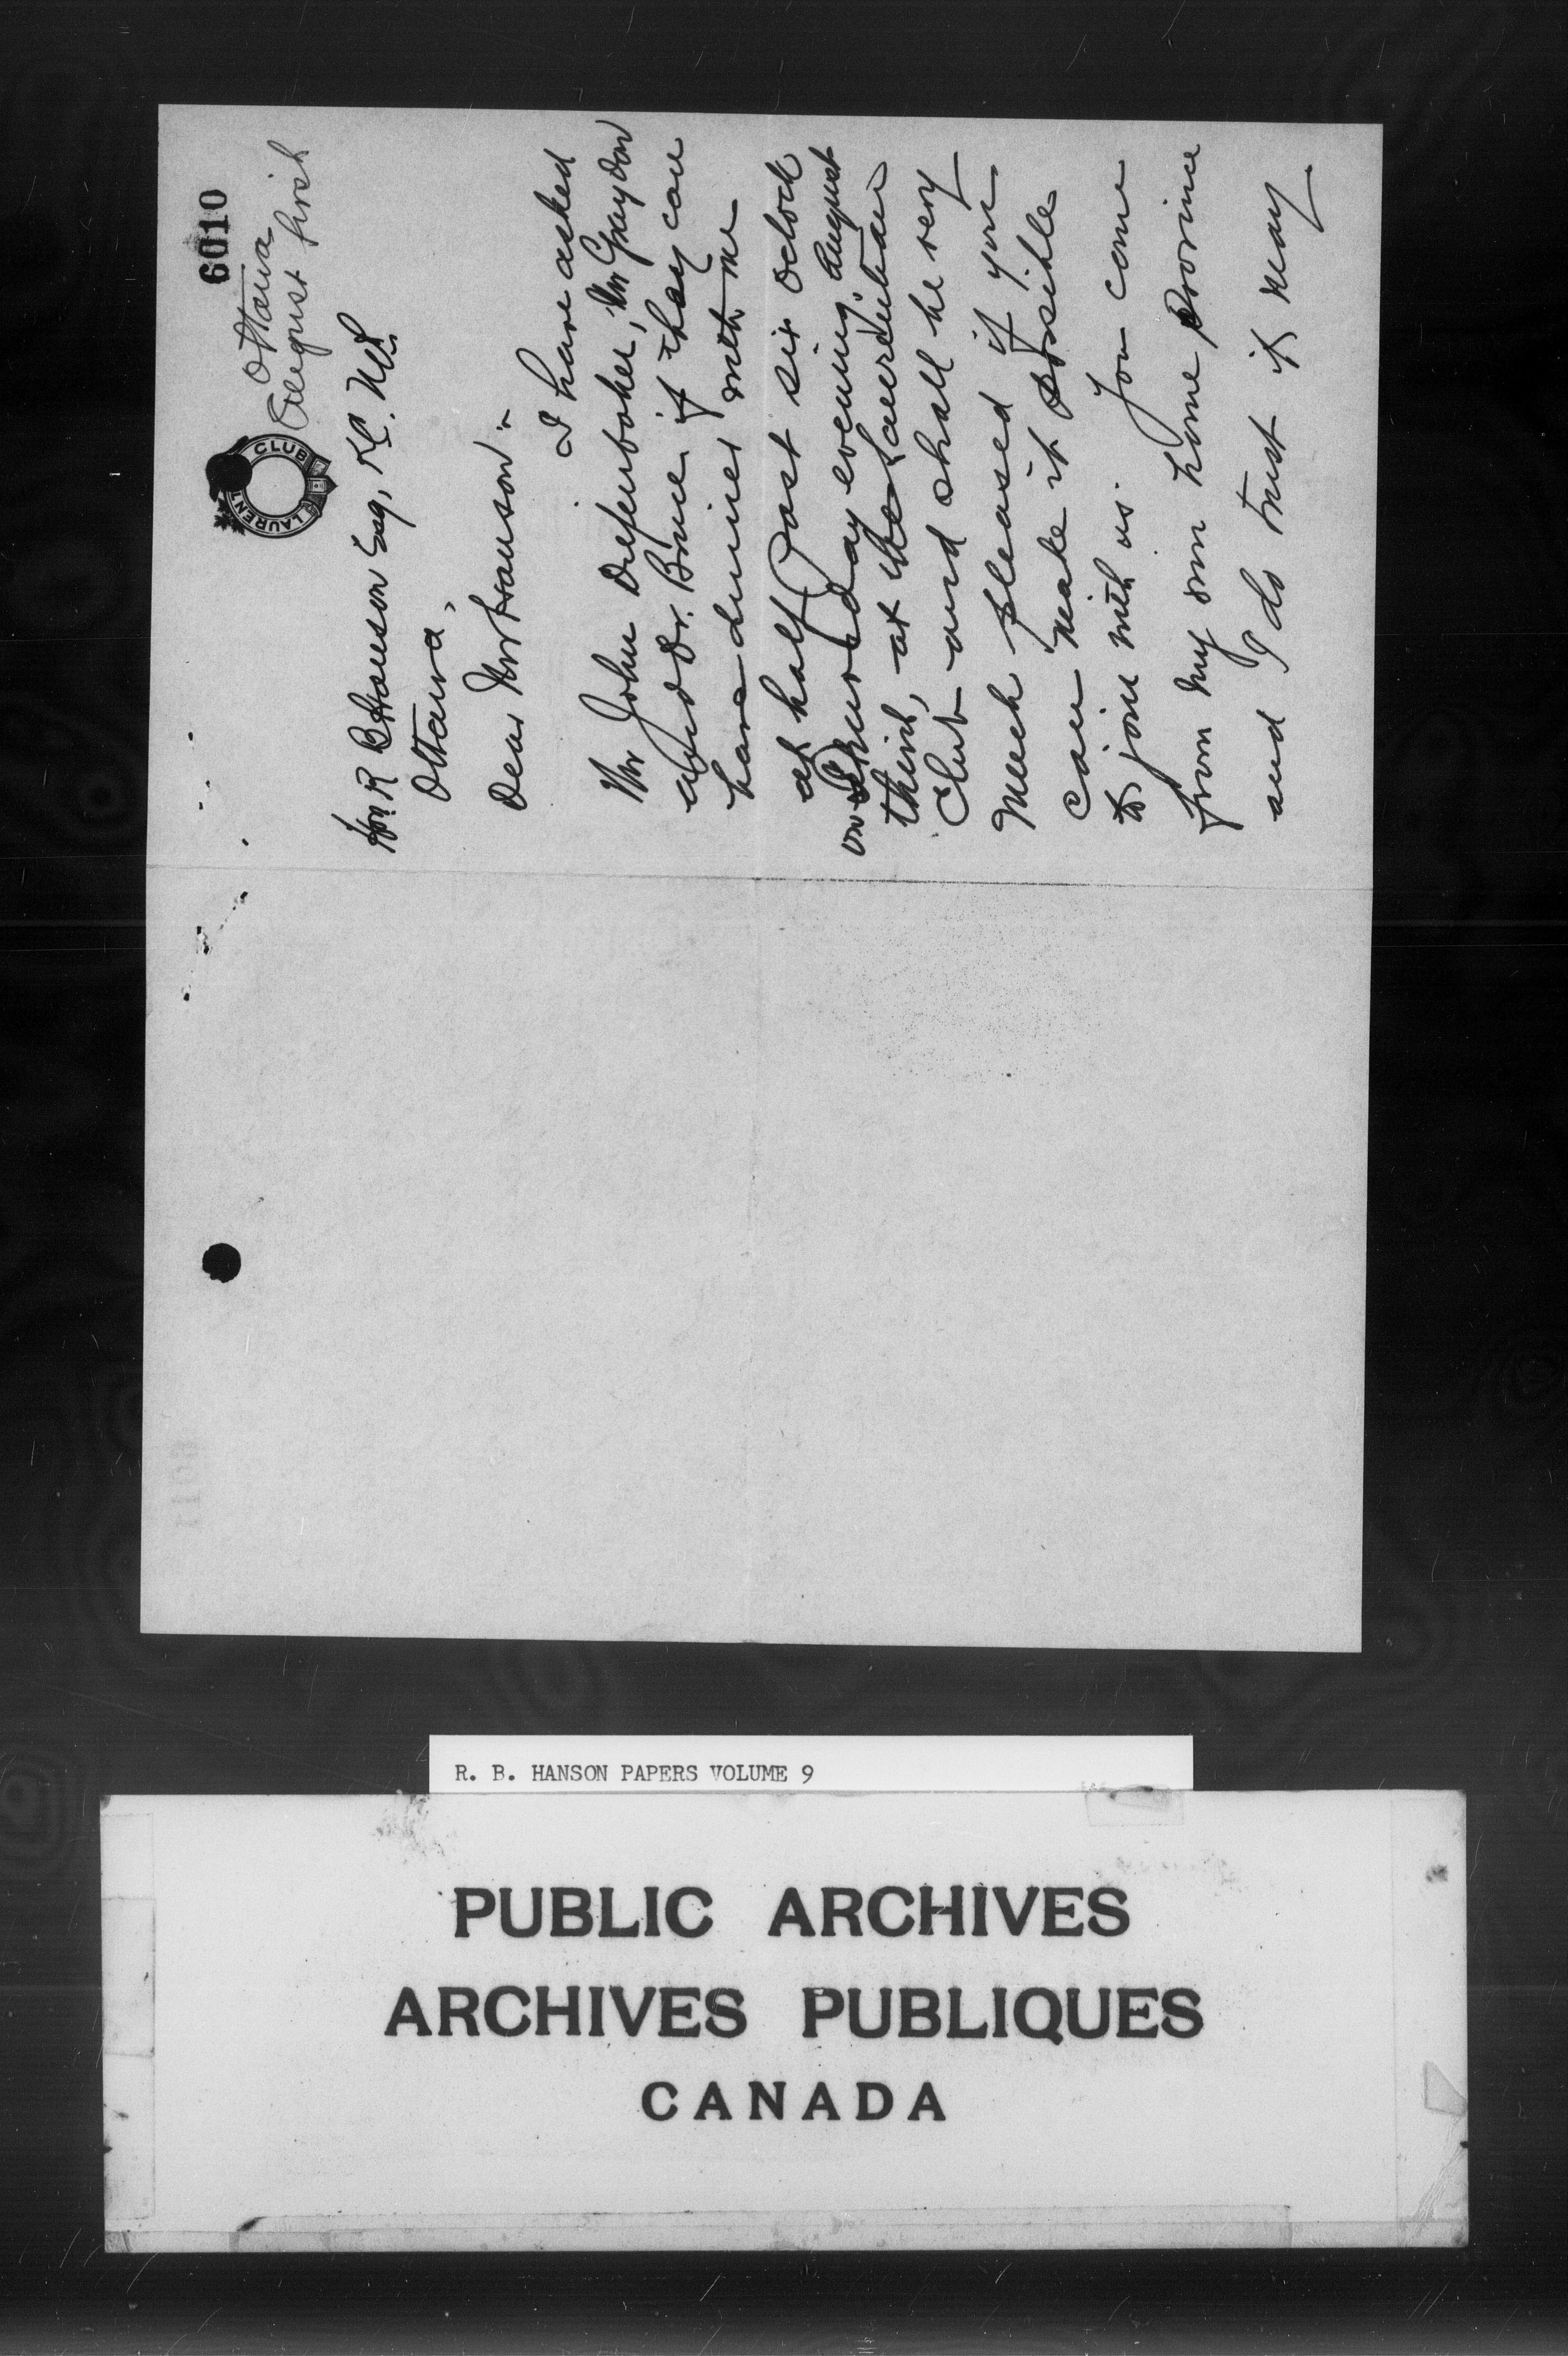 6010
LAURENTIAN CLUB
Ottawa
August first
Hon. R B Hanson Esq, K.C. M.P.
Ottawa,
Dear Mr Hanson:-
I have asked
Mr John Diefenbaker, Mr Graydon
and Dr. Bruce if they can
have dinner with me
at half past six oclock
on Thursday evening, August
third, at the Laurentian
Club and shall be very
much pleased if you
can make it possible
to join with us. You come
from my own home province
and I do trust it may
R. B. HANSON PAPERS VOLUME 9
PUBLIC ARCHIVES
ARCHIVES PUBLIQUES
CANADA